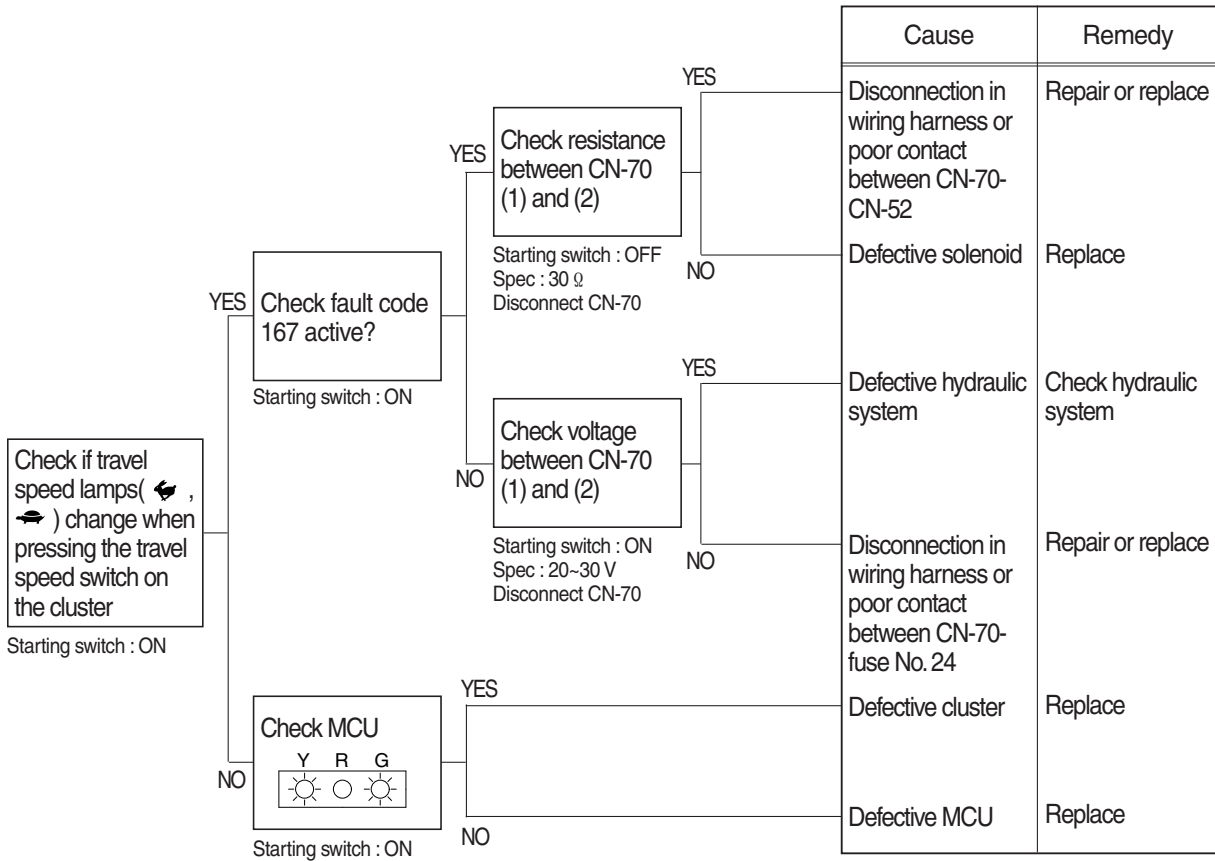 Cause
Remedy
YES
Disconnection in
wiring harness or
poor contact
between CN-70-
CN-52
Repair or replace
YES
Check resistance
between CN-70
(1) and (2)
Starting switch : OFF
Spec : 30 Ω
Disconnect CN-70
NO
Defective solenoid
Replace
YES
Check fault code
167 active?
Starting switch : ON
YES
Defective hydraulic
system
Check hydraulic
system
NO
Check voltage
between CN-70
(1) and (2)
Starting switch : ON
Spec : 20~30 V
Disconnect CN-70
NO
Disconnection in
wiring harness or
poor contact
between CN-70-
fuse No. 24
Repair or replace
Check if travel
speed lamps( ,
) change when
pressing the travel
speed switch on
the cluster
Starting switch : ON
NO
Check MCU
Y R G
Starting switch : ON
YES
Defective cluster
Replace
NO
Defective MCU
Replace